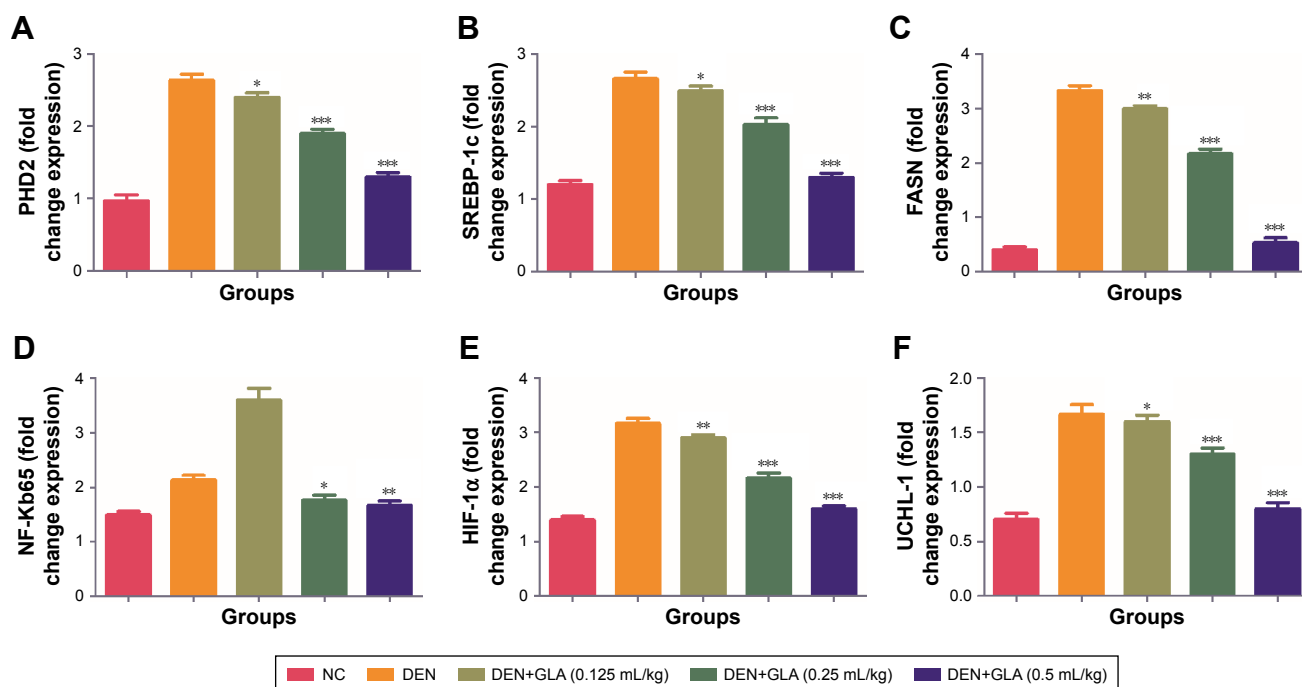 A
PHD2 (fold
change expression)
3
2
1
0
*
***
***
Groups
B
SREBP-1c (fold
change expression)
3
2
1
0
*
***
***
Groups
C
FASN (fold
change expression)
4
3
2
1
0
**
***
***
Groups
D
NF-Kb65 (fold
change expression)
4
3
2
1
0
*
**
Groups
E
HIF-1α (fold
change expression)
4
3
2
1
0
**
***
***
Groups
F
UCHL-1 (fold
change expression)
2.0
1.5
1.0
0.5
0.0
*
***
***
Groups
NC DEN DEN+GLA (0.125 mL/kg) DEN+GLA (0.25 mL/kg) DEN+GLA (0.5 mL/kg)